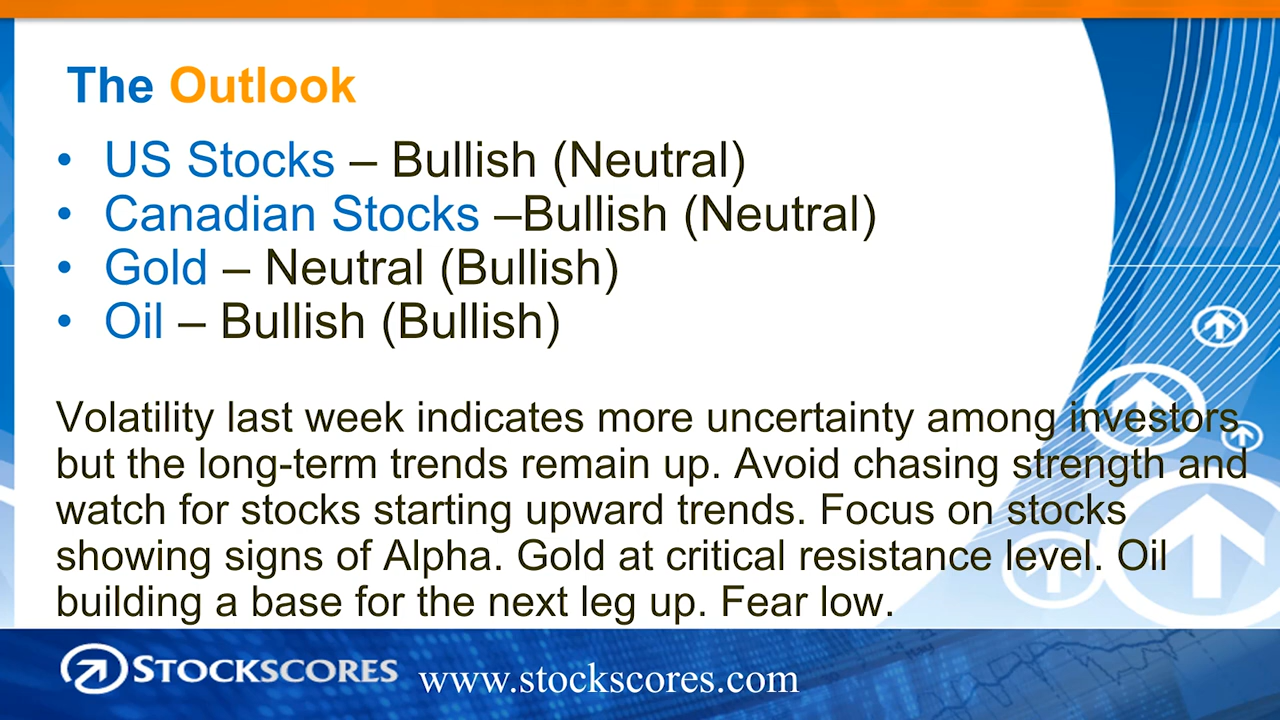 The Outlook
• US Stocks – Bullish (Neutral)
• Canadian Stocks –Bullish (Neutral)
• Gold – Neutral (Bullish)
• Oil – Bullish (Bullish)
Volatility last week indicates more uncertainty among investors
but the long-term trends remain up. Avoid chasing strength and
watch for stocks starting upward trends. Focus on stocks
showing signs of Alpha. Gold at critical resistance level. Oil
building a base for the next leg up. Fear low.
STOCKSCORES www.stockscores.com